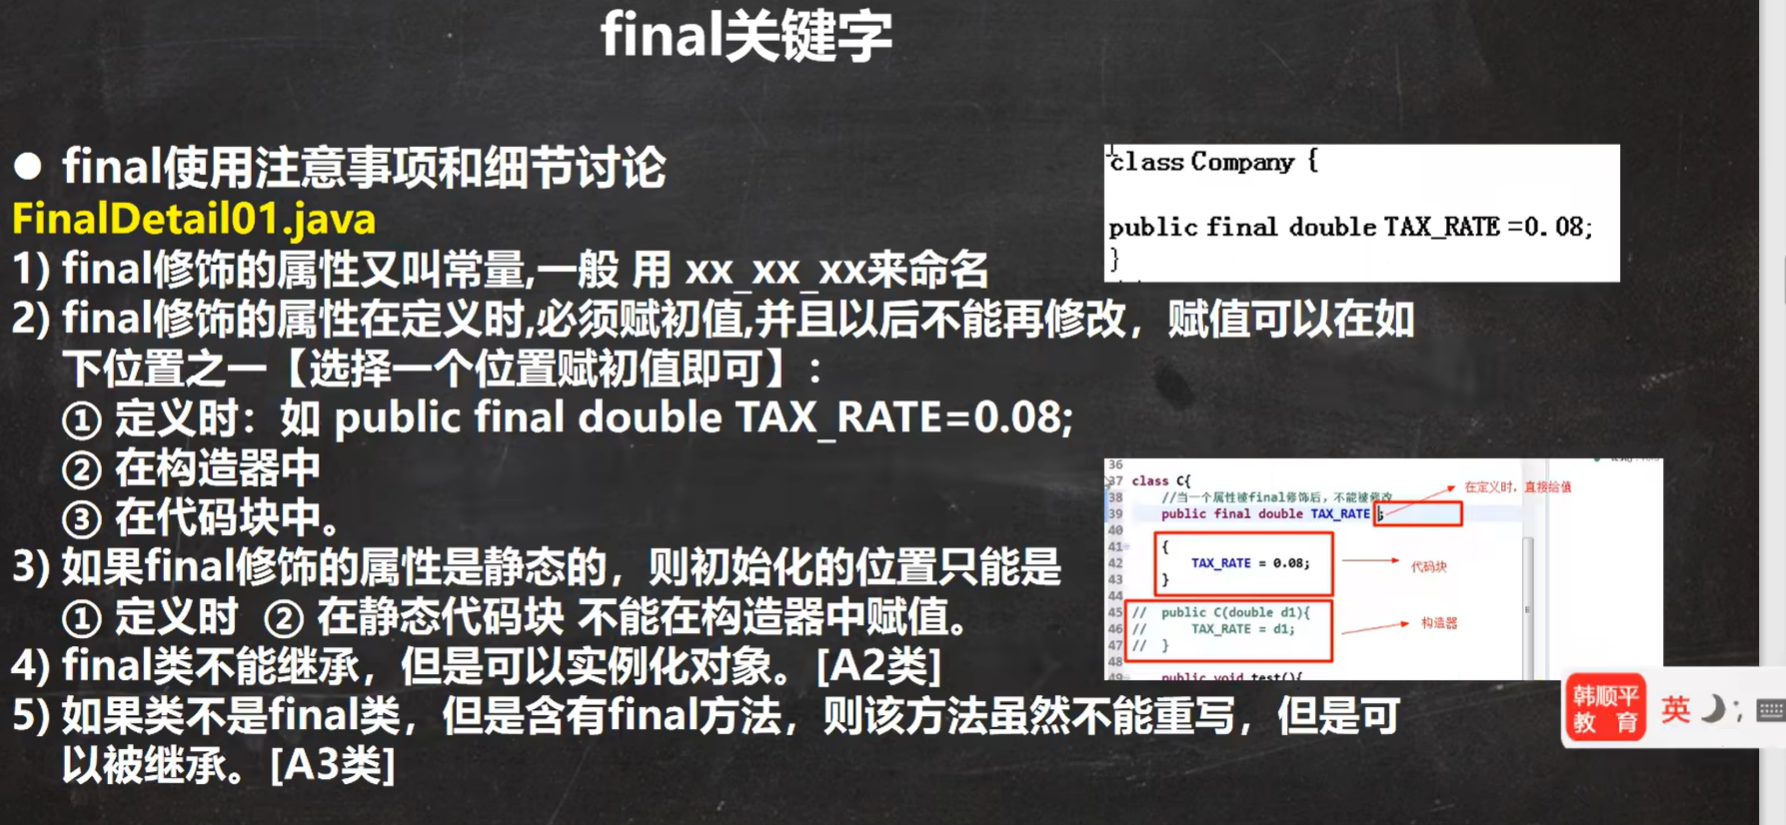 final关键字
● final使用注意事项和细节讨论
FinalDetail01.java
1) final修饰的属性又叫常量,一般 用 xx_xx_xx来命名
2) final修饰的属性在定义时,必须赋初值,并且以后不能再修改，赋值可以在如
下位置之一【选择一个位置赋初值即可】：
① 定义时：如 public final double TAX_RATE=0.08;
② 在构造器中
③ 在代码块中。
3) 如果final修饰的属性是静态的，则初始化的位置只能是
① 定义时 ② 在静态代码块 不能在构造器中赋值。
4) final类不能继承，但是可以实例化对象。[A2类]
5) 如果类不是final类，但是含有final方法，则该方法虽然不能重写，但是可
以被继承。[A3类]
class Company {
public final double TAX_RATE =0.08;
}
36
37 class C{
38 //当一个属性被final修饰后，不能被修改
在定义时，直接给值
39 public final double TAX_RATE ;
40
41 {
42 TAX_RATE = 0.08;
代码块
43 }
44
45 // public C(double d1){
46 // TAX_RATE = d1;
构造器
47 // }
48
49 public void test(){
韩顺平
教 育
英